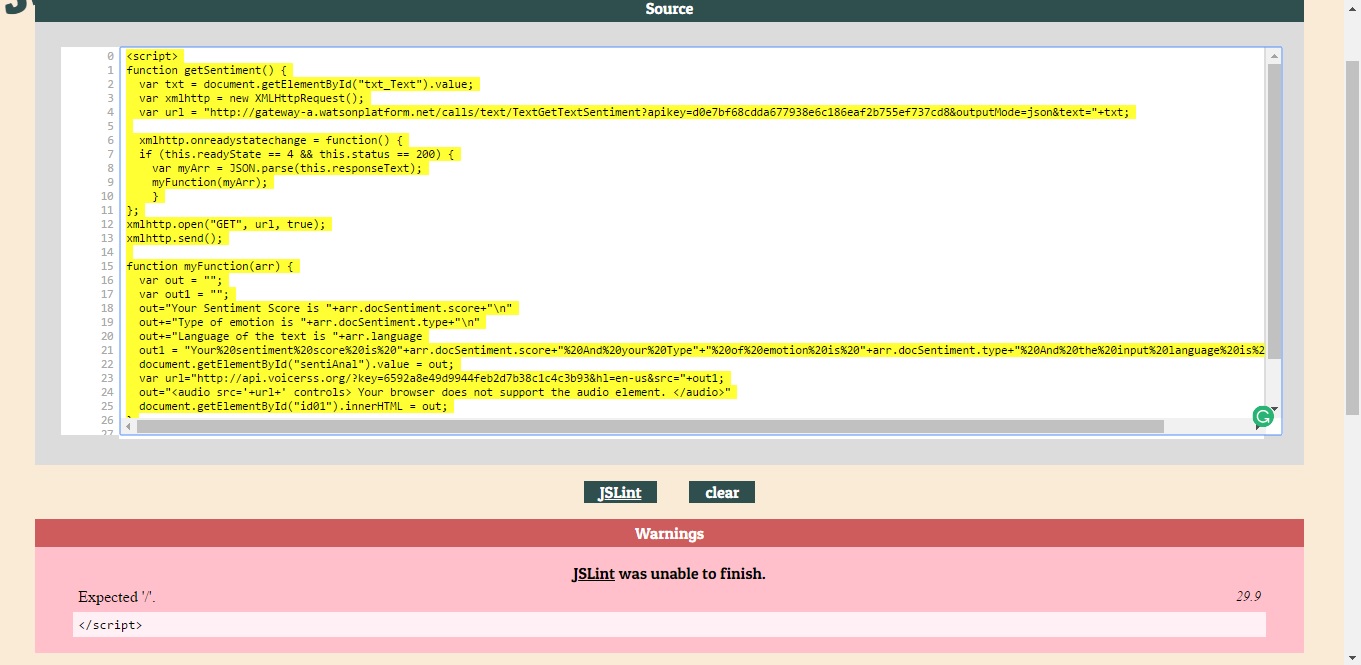 Source
0 <script>
1 function getSentiment() {
2 var txt = document.getElementById("txt_Text").value;
3 var xmlhttp = new XMLHttpRequest();
4 var url = "http://gateway-a.watsonplatform.net/calls/text/TextGetTextSentiment?apikey=d0e7bf68cdda677938e6c186eaf2b755ef737cd8&outputMode=json&text="+txt;
5
6 xmlhttp.onreadystatechange = function() {
7 if (this.readyState == 4 && this.status == 200) {
8 var myArr = JSON.parse(this.responseText);
9 myFunction(myArr);
10 }
11 };
12 xmlhttp.open("GET", url, true);
13 xmlhttp.send();
14
15 function myFunction(arr) {
16 var out = "";
17 var out1 = "";
18 out="Your Sentiment Score is "+arr.docSentiment.score+"\n"
19 out+="Type of emotion is "+arr.docSentiment.type+"\n"
20 out+="Language of the text is "+arr.language
21 out1 = "Your%20sentiment%20score%20is%20"+arr.docSentiment.score+"%20And%20your%20Type"+"%20of%20emotion%20is%20"+arr.docSentiment.type+"%20And%20the%20input%20language%20is%2
22 document.getElementById("sentiAnal").value = out;
23 var url="http://api.voicerss.org/?key=6592a8e49d9944feb2d7b38c1c4c3b93&hl=en-us&src="+out1;
24 out="<audio src='+url+' controls> Your browser does not support the audio element. </audio>"
25 document.getElementById("id01").innerHTML = out;
26
27
JSLint clear
Warnings
JSLint was unable to finish.
Expected '/'. 29.9
</script>